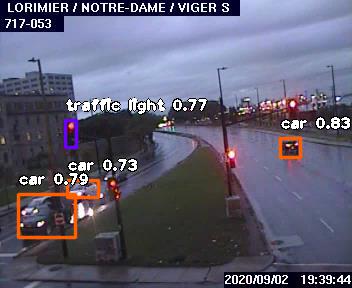 LORIMIER / NOTRE-DAME / VIGER S
717-053
traffic light 0.77
car 0.83
car 0.73
car 0.79
2020/09/02 19:39:44